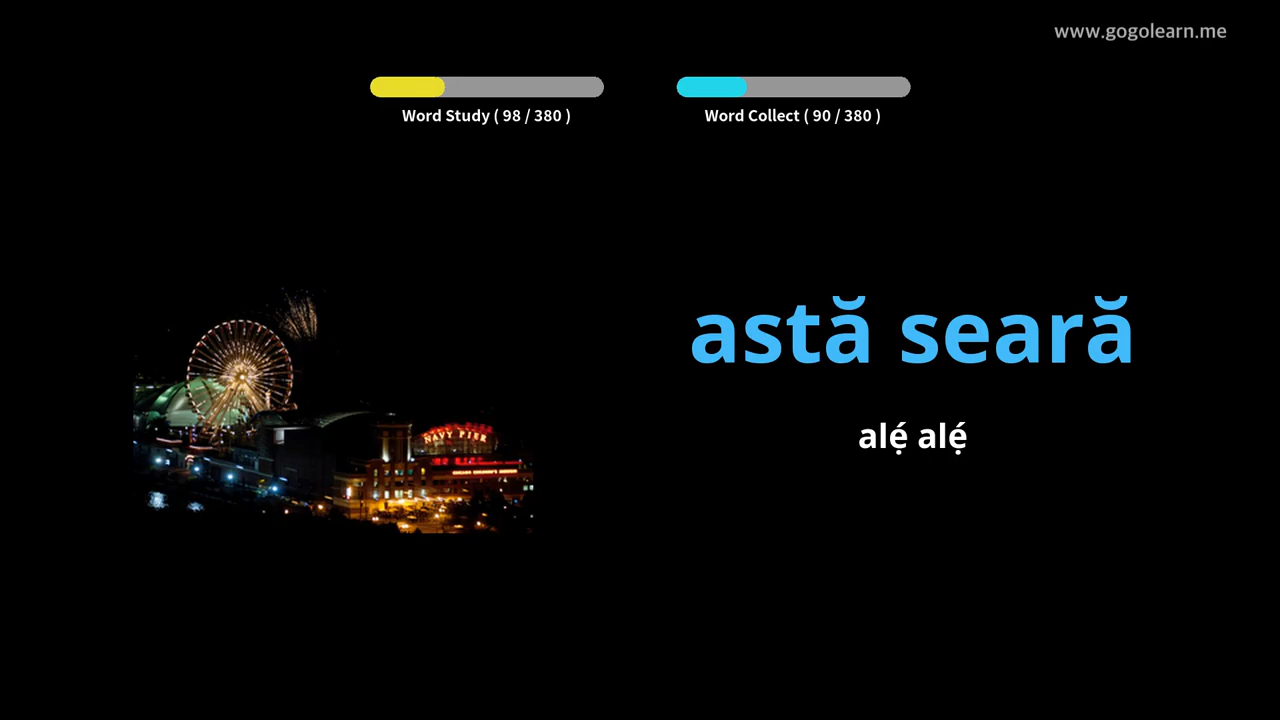 www.gogolearn.me
Word Study ( 98 / 380 )
Word Collect ( 90 / 380 )
astă seară
alẹ́ alẹ́
NAVY PIER